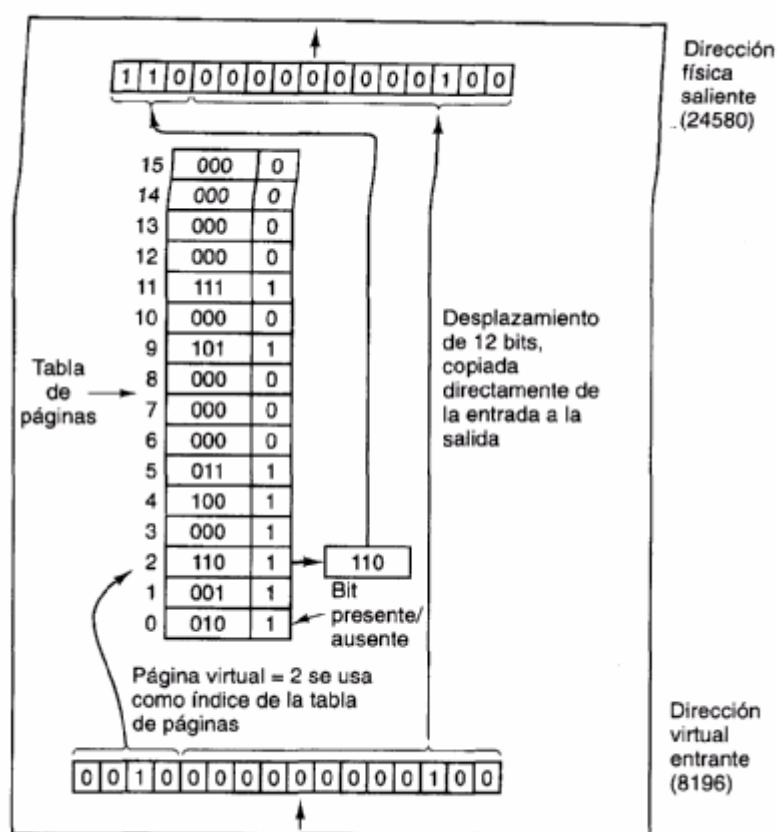 Dirección
física
saliente
(24580)
1 1 0 0 0 0 0 0 0 0 0 0 1 0 0
15 000 0
14 000 0
13 000 0
12 000 0
11 111 1
10 000 0
9 101 1
8 000 0
7 000 0
6 000 0
5 011 1
4 100 1
3 000 1
2 110 1 110
1 001 1
0 010 1
Tabla
de
páginas
Bit
presente/
ausente
Desplazamiento
de 12 bits,
copiada
directamente de
la entrada a la
salida
Página virtual = 2 se usa
como índice de la tabla
de páginas
0 0 1 0 0 0 0 0 0 0 0 0 0 1 0 0
Dirección
virtual
entrante
(8196)